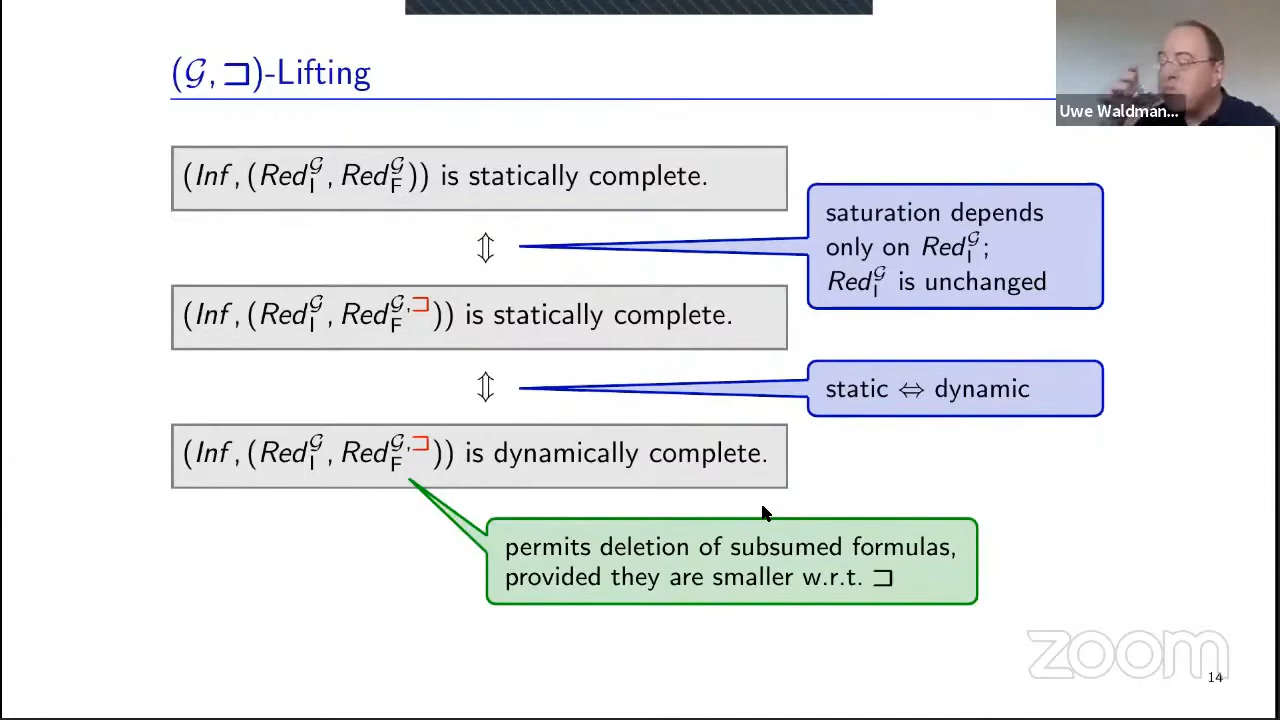 (𝒢, ⊐)-Lifting
Uwe Waldman...
(Inf, (Red_I^𝒢, Red_F^𝒢)) is statically complete.
⇕
saturation depends
only on Red_I^𝒢;
Red_I^𝒢 is unchanged
(Inf, (Red_I^𝒢, Red_F^{𝒢,⊐})) is statically complete.
⇕
static ⇔ dynamic
(Inf, (Red_I^𝒢, Red_F^{𝒢,⊐})) is dynamically complete.
permits deletion of subsumed formulas,
provided they are smaller w.r.t. ⊐
zoom
14